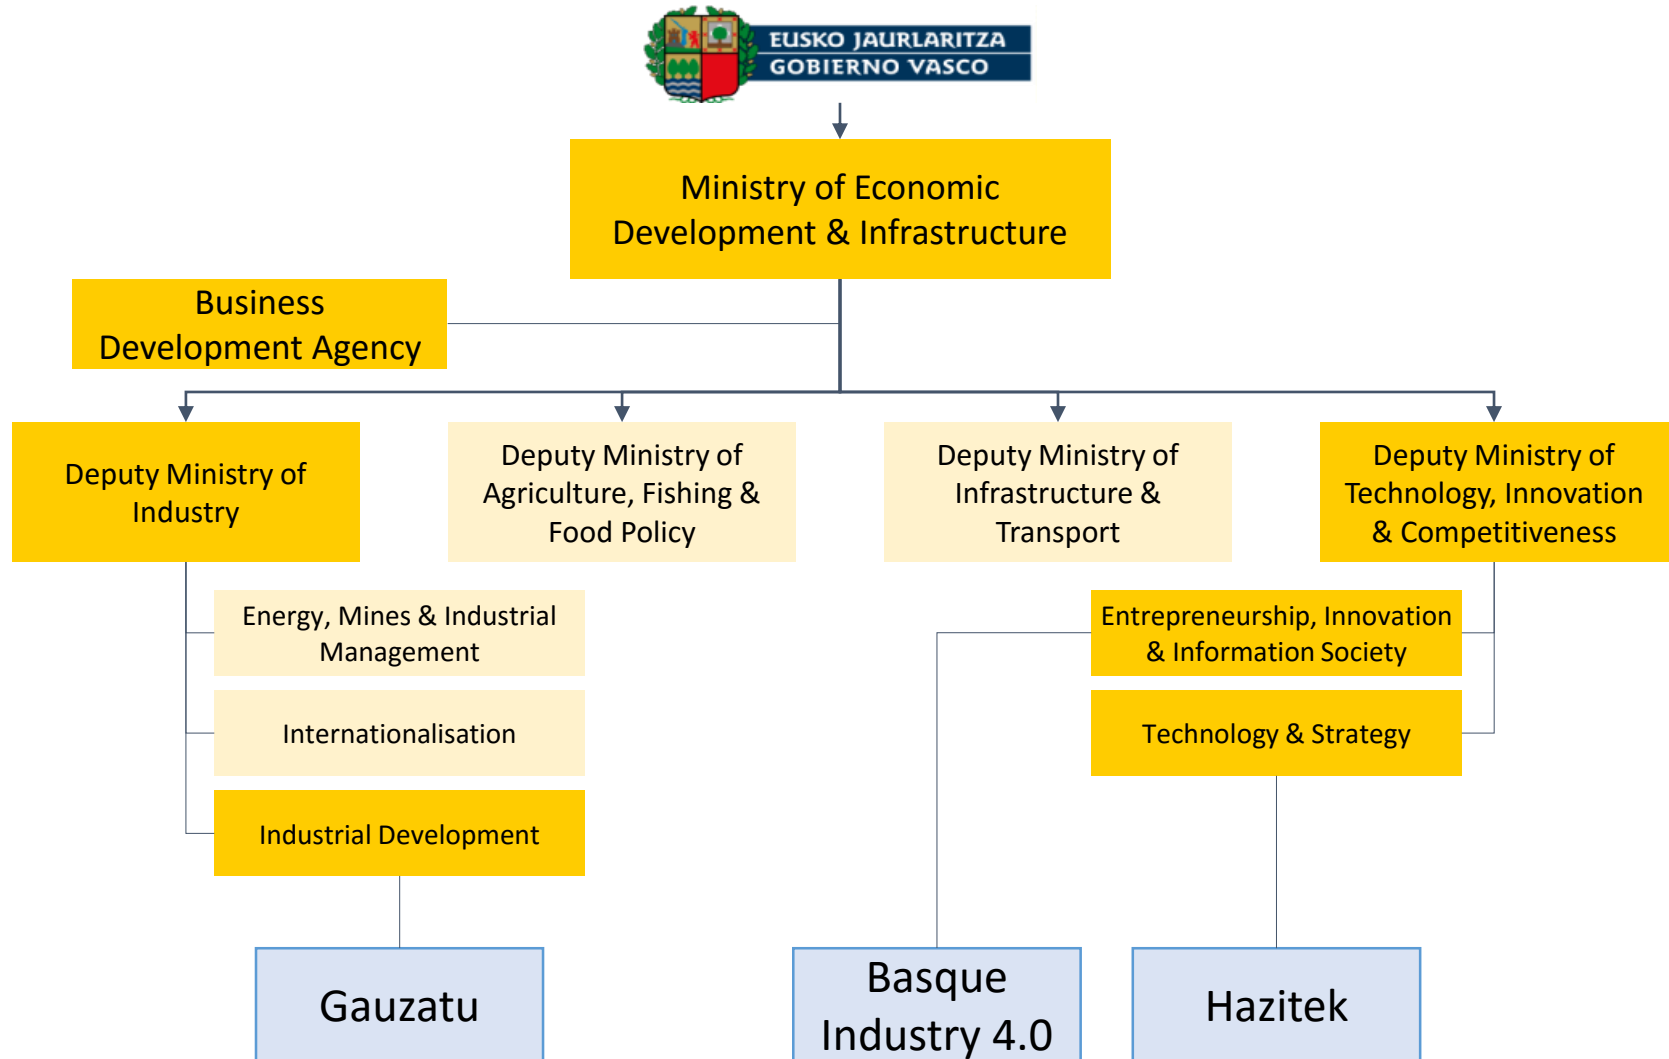 EUSKO JAURLARITZA
GOBIERNO VASCO
Ministry of Economic
Development & Infrastructure
Business
Development Agency
Deputy Ministry of
Industry
Deputy Ministry of
Agriculture, Fishing &
Food Policy
Deputy Ministry of
Infrastructure &
Transport
Deputy Ministry of
Technology, Innovation
& Competitiveness
Energy, Mines & Industrial
Management
Internationalisation
Industrial Development
Entrepreneurship, Innovation
& Information Society
Technology & Strategy
Gauzatu
Basque
Industry 4.0
Hazitek